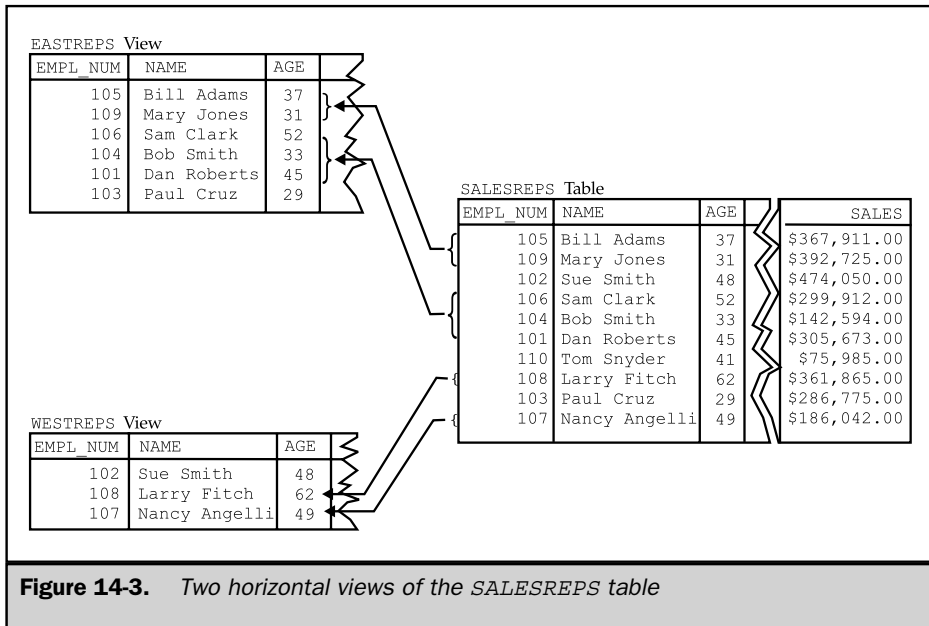 EASTREPS View
EMPL_NUM NAME AGE
105 Bill Adams 37
109 Mary Jones 31
106 Sam Clark 52
104 Bob Smith 33
101 Dan Roberts 45
103 Paul Cruz 29
SALESREPS Table
EMPL_NUM NAME AGE SALES
105 Bill Adams 37 $367,911.00
109 Mary Jones 31 $392,725.00
102 Sue Smith 48 $474,050.00
106 Sam Clark 52 $299,912.00
104 Bob Smith 33 $142,594.00
101 Dan Roberts 45 $305,673.00
110 Tom Snyder 41 $75,985.00
108 Larry Fitch 62 $361,865.00
103 Paul Cruz 29 $286,775.00
107 Nancy Angelli 49 $186,042.00
WESTREPS View
EMPL_NUM NAME AGE
102 Sue Smith 48
108 Larry Fitch 62
107 Nancy Angelli 49
Figure 14-3. Two horizontal views of the SALESREPS table